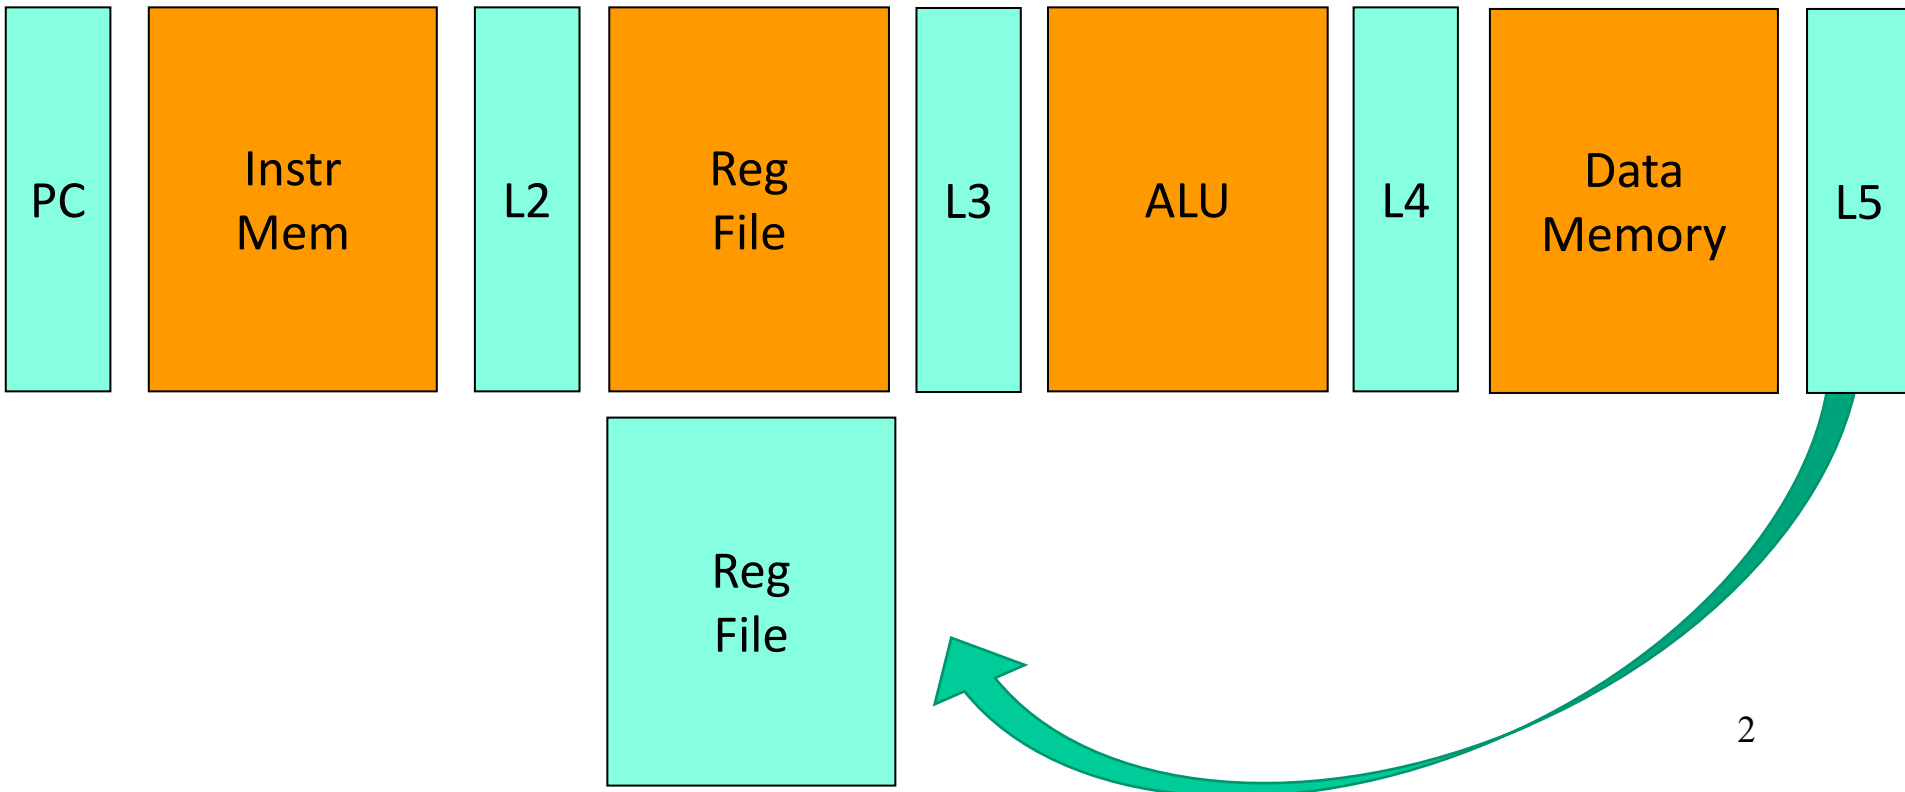 PC
Instr
Mem
L2
Reg
File
L3
ALU
L4
Data
Memory
L5
Reg
File
2